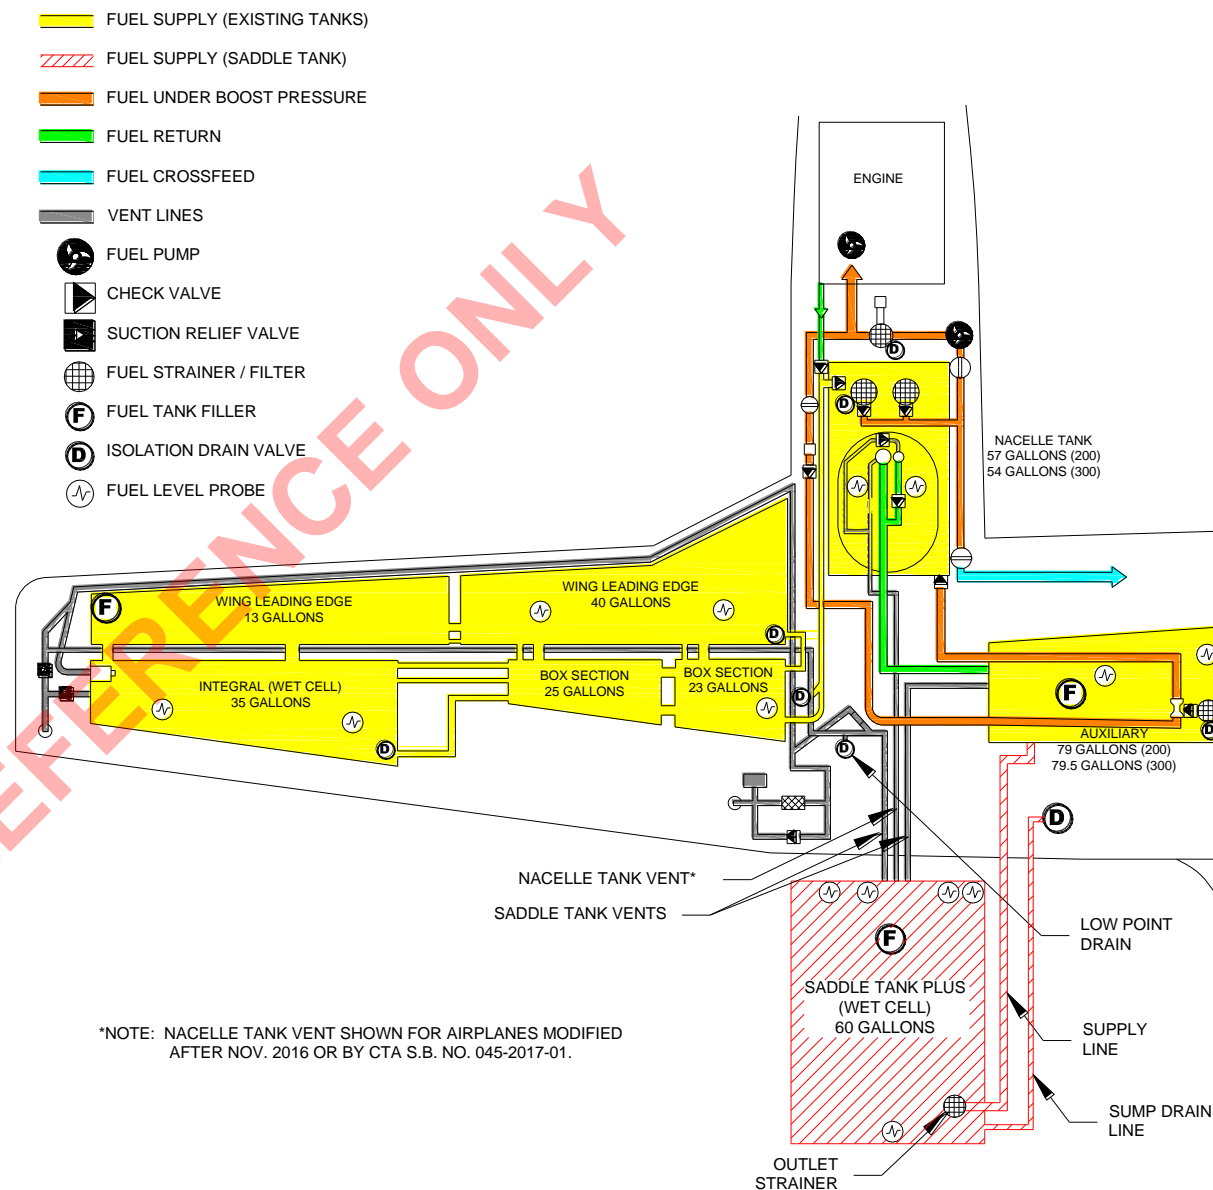 FUEL SUPPLY (EXISTING TANKS)
FUEL SUPPLY (SADDLE TANK)
FUEL UNDER BOOST PRESSURE
FUEL RETURN
FUEL CROSSFEED
VENT LINES
FUEL PUMP
CHECK VALVE
SUCTION RELIEF VALVE
FUEL STRAINER / FILTER
F
FUEL TANK FILLER
D
ISOLATION DRAIN VALVE
FUEL LEVEL PROBE
REFERENCE ONLY
ENGINE
D
D
NACELLE TANK
57 GALLONS (200)
54 GALLONS (300)
F
WING LEADING EDGE
13 GALLONS
WING LEADING EDGE
40 GALLONS
D
INTEGRAL (WET CELL)
35 GALLONS
D
BOX SECTION
25 GALLONS
BOX SECTION
23 GALLONS
D
F
D
AUXILIARY
79 GALLONS (200)
79.5 GALLONS (300)
D
D
NACELLE TANK VENT*
SADDLE TANK VENTS
LOW POINT
DRAIN
F
SADDLE TANK PLUS
(WET CELL)
60 GALLONS
SUPPLY
LINE
SUMP DRAIN
LINE
OUTLET
STRAINER
*NOTE: NACELLE TANK VENT SHOWN FOR AIRPLANES MODIFIED
AFTER NOV. 2016 OR BY CTA S.B. NO. 045-2017-01.